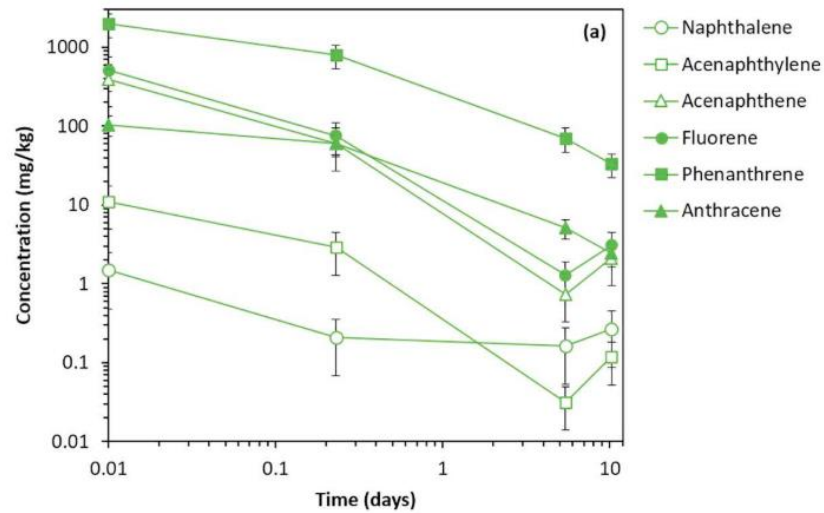 (a)
Concentration (mg/kg)
1000
100
10
1
0.1
0.01
0.01
0.1
1
10
Time (days)
Naphthalene
Acenaphthylene
Acenaphthene
Fluorene
Phenanthrene
Anthracene